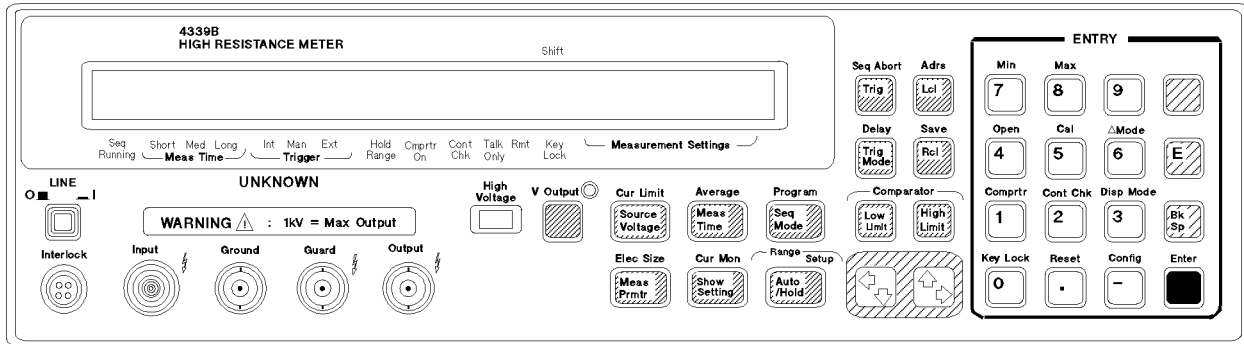 4339B
HIGH RESISTANCE METER
Shift
Seq Running
Short Med Long
Meas Time
Int Man Ext
Trigger
Hold Range
Cmprtr On
Cont Chk
Talk Only
Rmt
Key Lock
Measurement Settings
LINE
O I
UNKNOWN
WARNING ⚠ : 1kV = Max Output
High Voltage
V Output
Interlock
Input
Ground
Guard
Output
Cur Limit
Source Voltage
Average
Meas Time
Program
Seq Mode
Elec Size
Meas Prmtr
Cur Mon
Show Setting
Range Setup
Auto /Hold
Seq Abort
Trig
Adrs
Lcl
Delay
Trig Mode
Save
Rcl
Comparator
Low Limit
High Limit
ENTRY
Min
7
Max
8
9
Open
4
Cal
5
△Mode
6
E
Comprtr
1
Cont Chk
2
Disp Mode
3
Bk Sp
Key Lock
0
Reset
.
Config
-
Enter